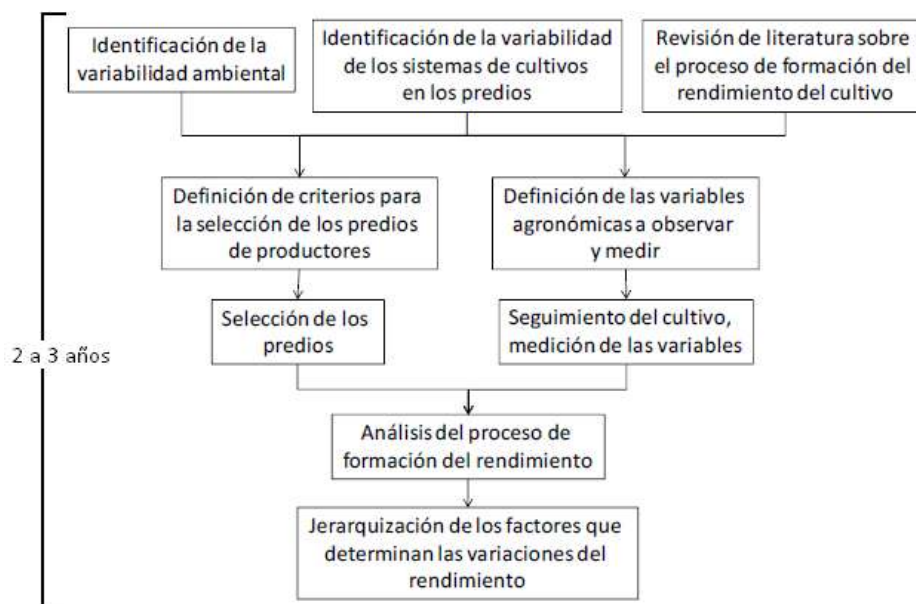 Identificación de la
variabilidad ambiental
Identificación de la variabilidad
de los sistemas de cultivos
en los predios
Revisión de literatura sobre
el proceso de formación del
rendimiento del cultivo
Definición de criterios para
la selección de los predios
de productores
Definición de las variables
agronómicas a observar
y medir
Selección de los
predios
Seguimiento del cultivo,
medición de las variables
2 a 3 años
Análisis del proceso de
formación del rendimiento
Jerarquización de los factores que
determinan las variaciones del
rendimiento